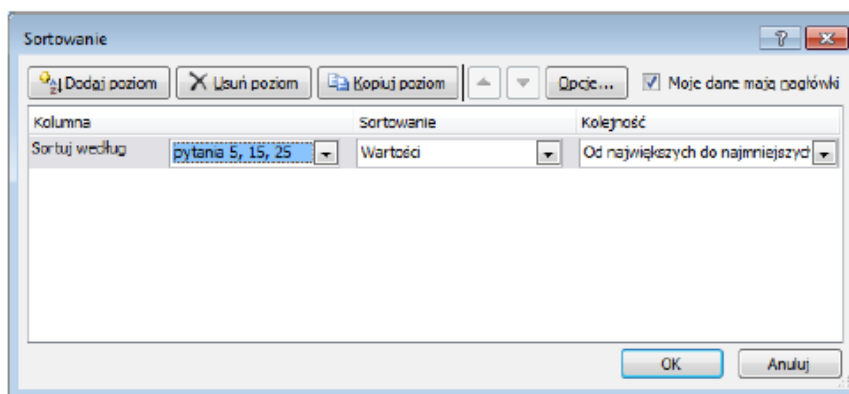 Sortowanie
Dodaj poziom Usuń poziom Kopiuj poziom Opcje... Moje dane mają nagłówki
Kolumna Sortowanie Kolejność
Sortuj według pytania 5, 15, 25 Wartości Od największych do najmniejszych
OK Anuluj